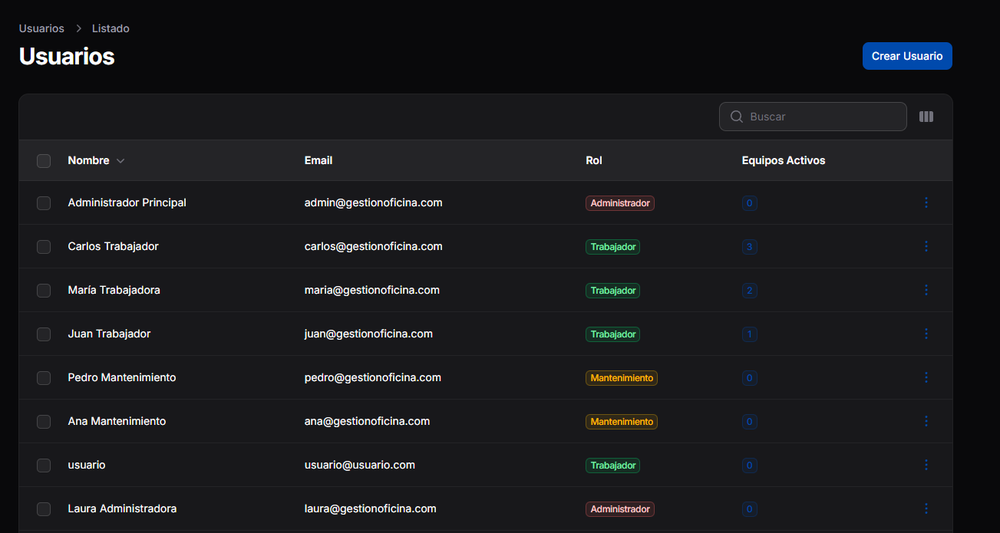 Usuarios > Listado
Usuarios
Crear Usuario
Buscar
Nombre Email Rol Equipos Activos
Administrador Principal admin@gestionoficina.com Administrador 0
Carlos Trabajador carlos@gestionoficina.com Trabajador 3
María Trabajadora maria@gestionoficina.com Trabajador 2
Juan Trabajador juan@gestionoficina.com Trabajador 1
Pedro Mantenimiento pedro@gestionoficina.com Mantenimiento 0
Ana Mantenimiento ana@gestionoficina.com Mantenimiento 0
usuario usuario@usuario.com Trabajador 0
Laura Administradora laura@gestionoficina.com Administrador 0